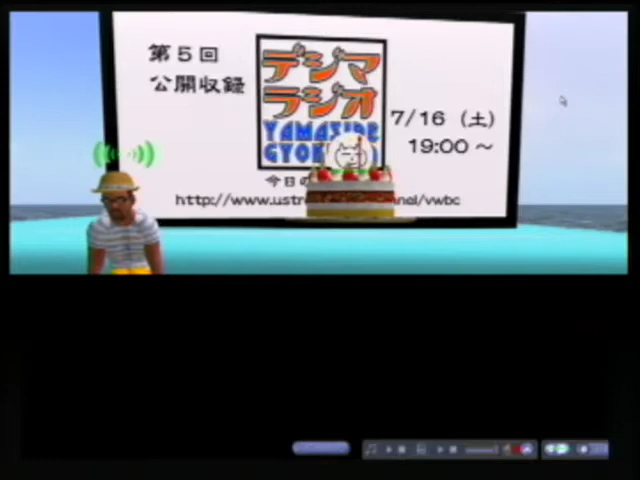 第5回
公開収録
デジマ
ラジオ
7/16 (土)
19:00～
今日の
http://www.ustre nel/vwbc